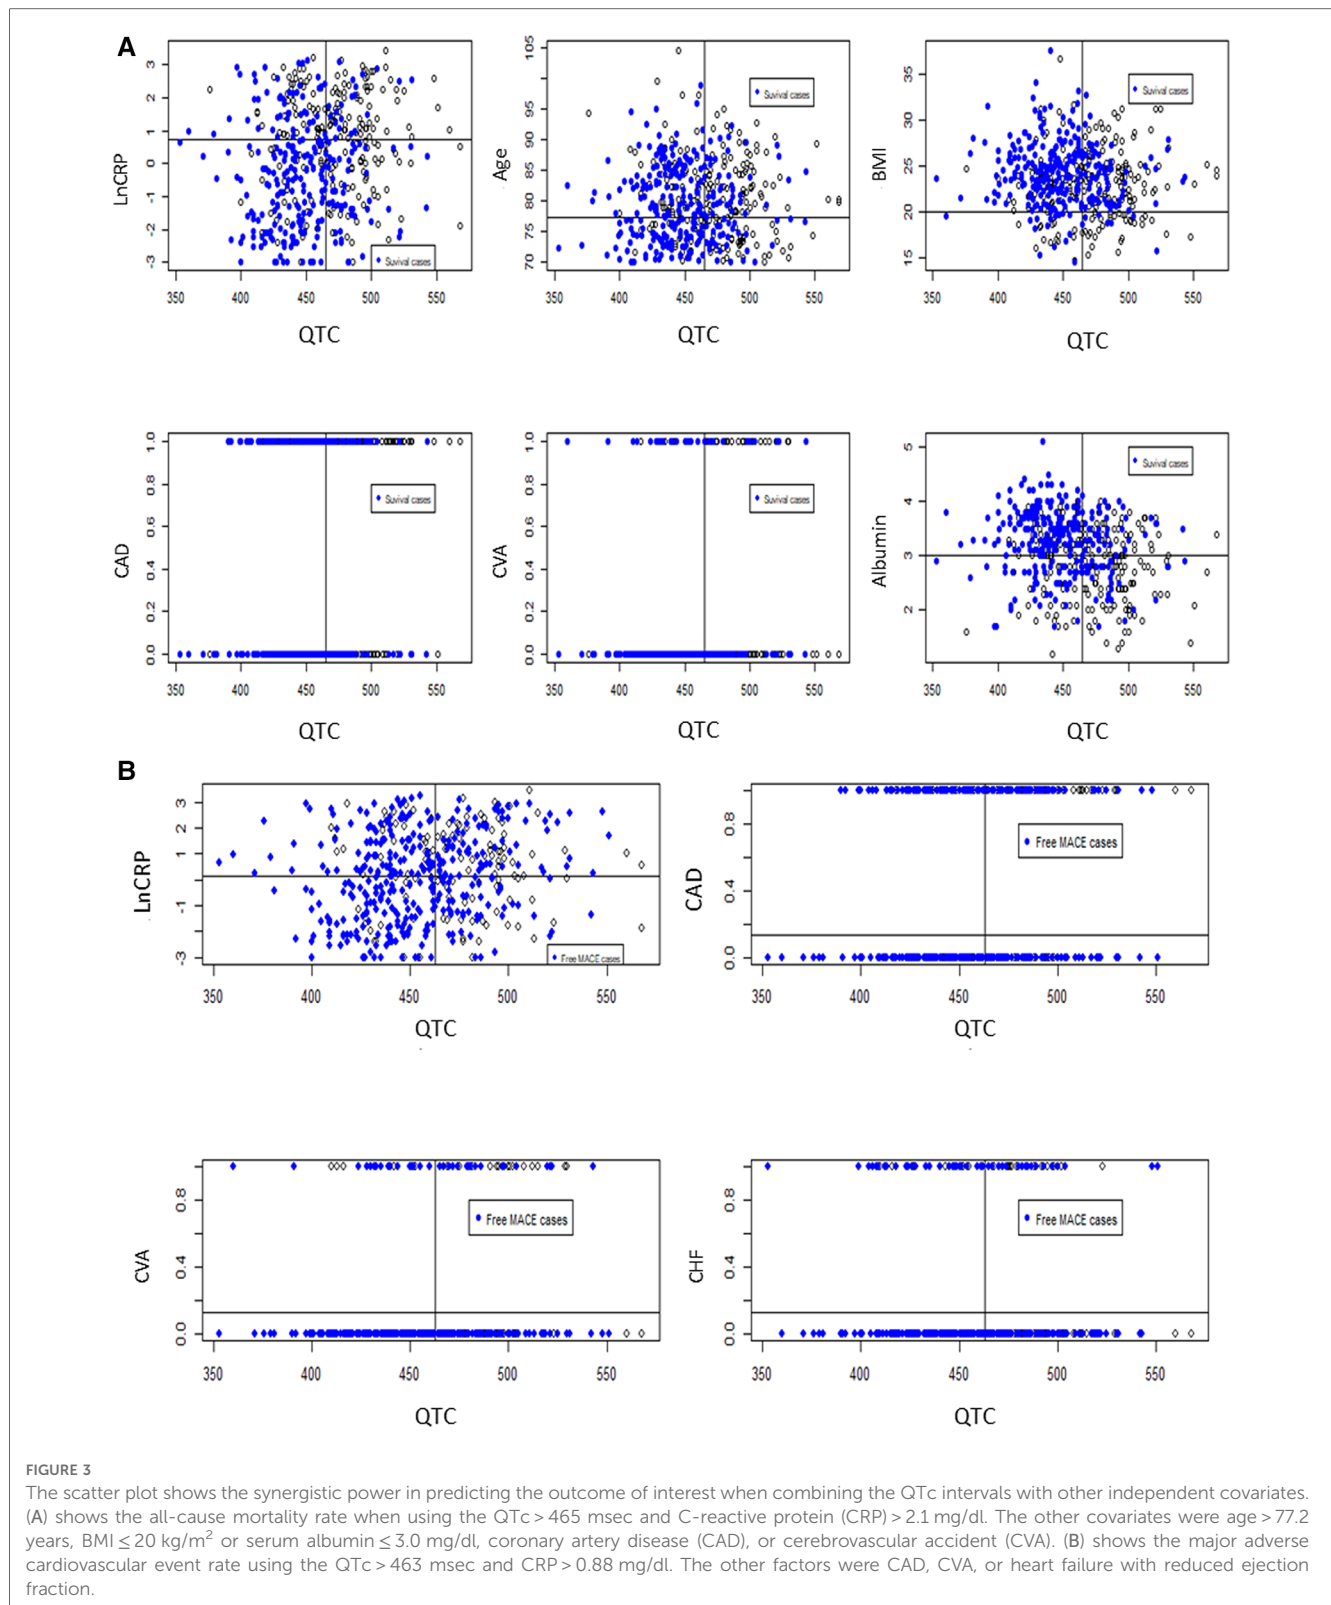 A
LnCRP
3
2
1
0
-1
-2
-3
Suvival cases
350 400 450 500 550
QTC
Age
105
95
90
85
80
75
70
Suvival cases
350 400 450 500 550
QTC
BMI
35
30
25
20
15
Suvival cases
350 400 450 500 550
QTC
CAD
1.0
0.8
0.6
0.4
0.2
0.0
Suvival cases
350 400 450 500 550
QTC
CVA
1.0
0.8
0.6
0.4
0.2
0.0
Suvival cases
350 400 450 500 550
QTC
Albumin
5
4
3
2
Suvival cases
350 400 450 500 550
QTC
B
LnCRP
3
2
1
-1
-3
Free MACE cases
350 400 450 500 550
QTC
CAD
0.8
0.4
0.0
Free MACE cases
350 400 450 500 550
QTC
CVA
0.8
0.4
0.0
Free MACE cases
350 400 450 500 550
QTC
CHF
0.8
0.4
0.0
Free MACE cases
350 400 450 500 550
QTC
FIGURE 3
The scatter plot shows the synergistic power in predicting the outcome of interest when combining the QTc intervals with other independent covariates.
(A) shows the all-cause mortality rate when using the QTc > 465 msec and C-reactive protein (CRP) > 2.1 mg/dl. The other covariates were age > 77.2
years, BMI ≤ 20 kg/m² or serum albumin ≤ 3.0 mg/dl, coronary artery disease (CAD), or cerebrovascular accident (CVA). (B) shows the major adverse
cardiovascular event rate using the QTc > 463 msec and CRP > 0.88 mg/dl. The other factors were CAD, CVA, or heart failure with reduced ejection
fraction.